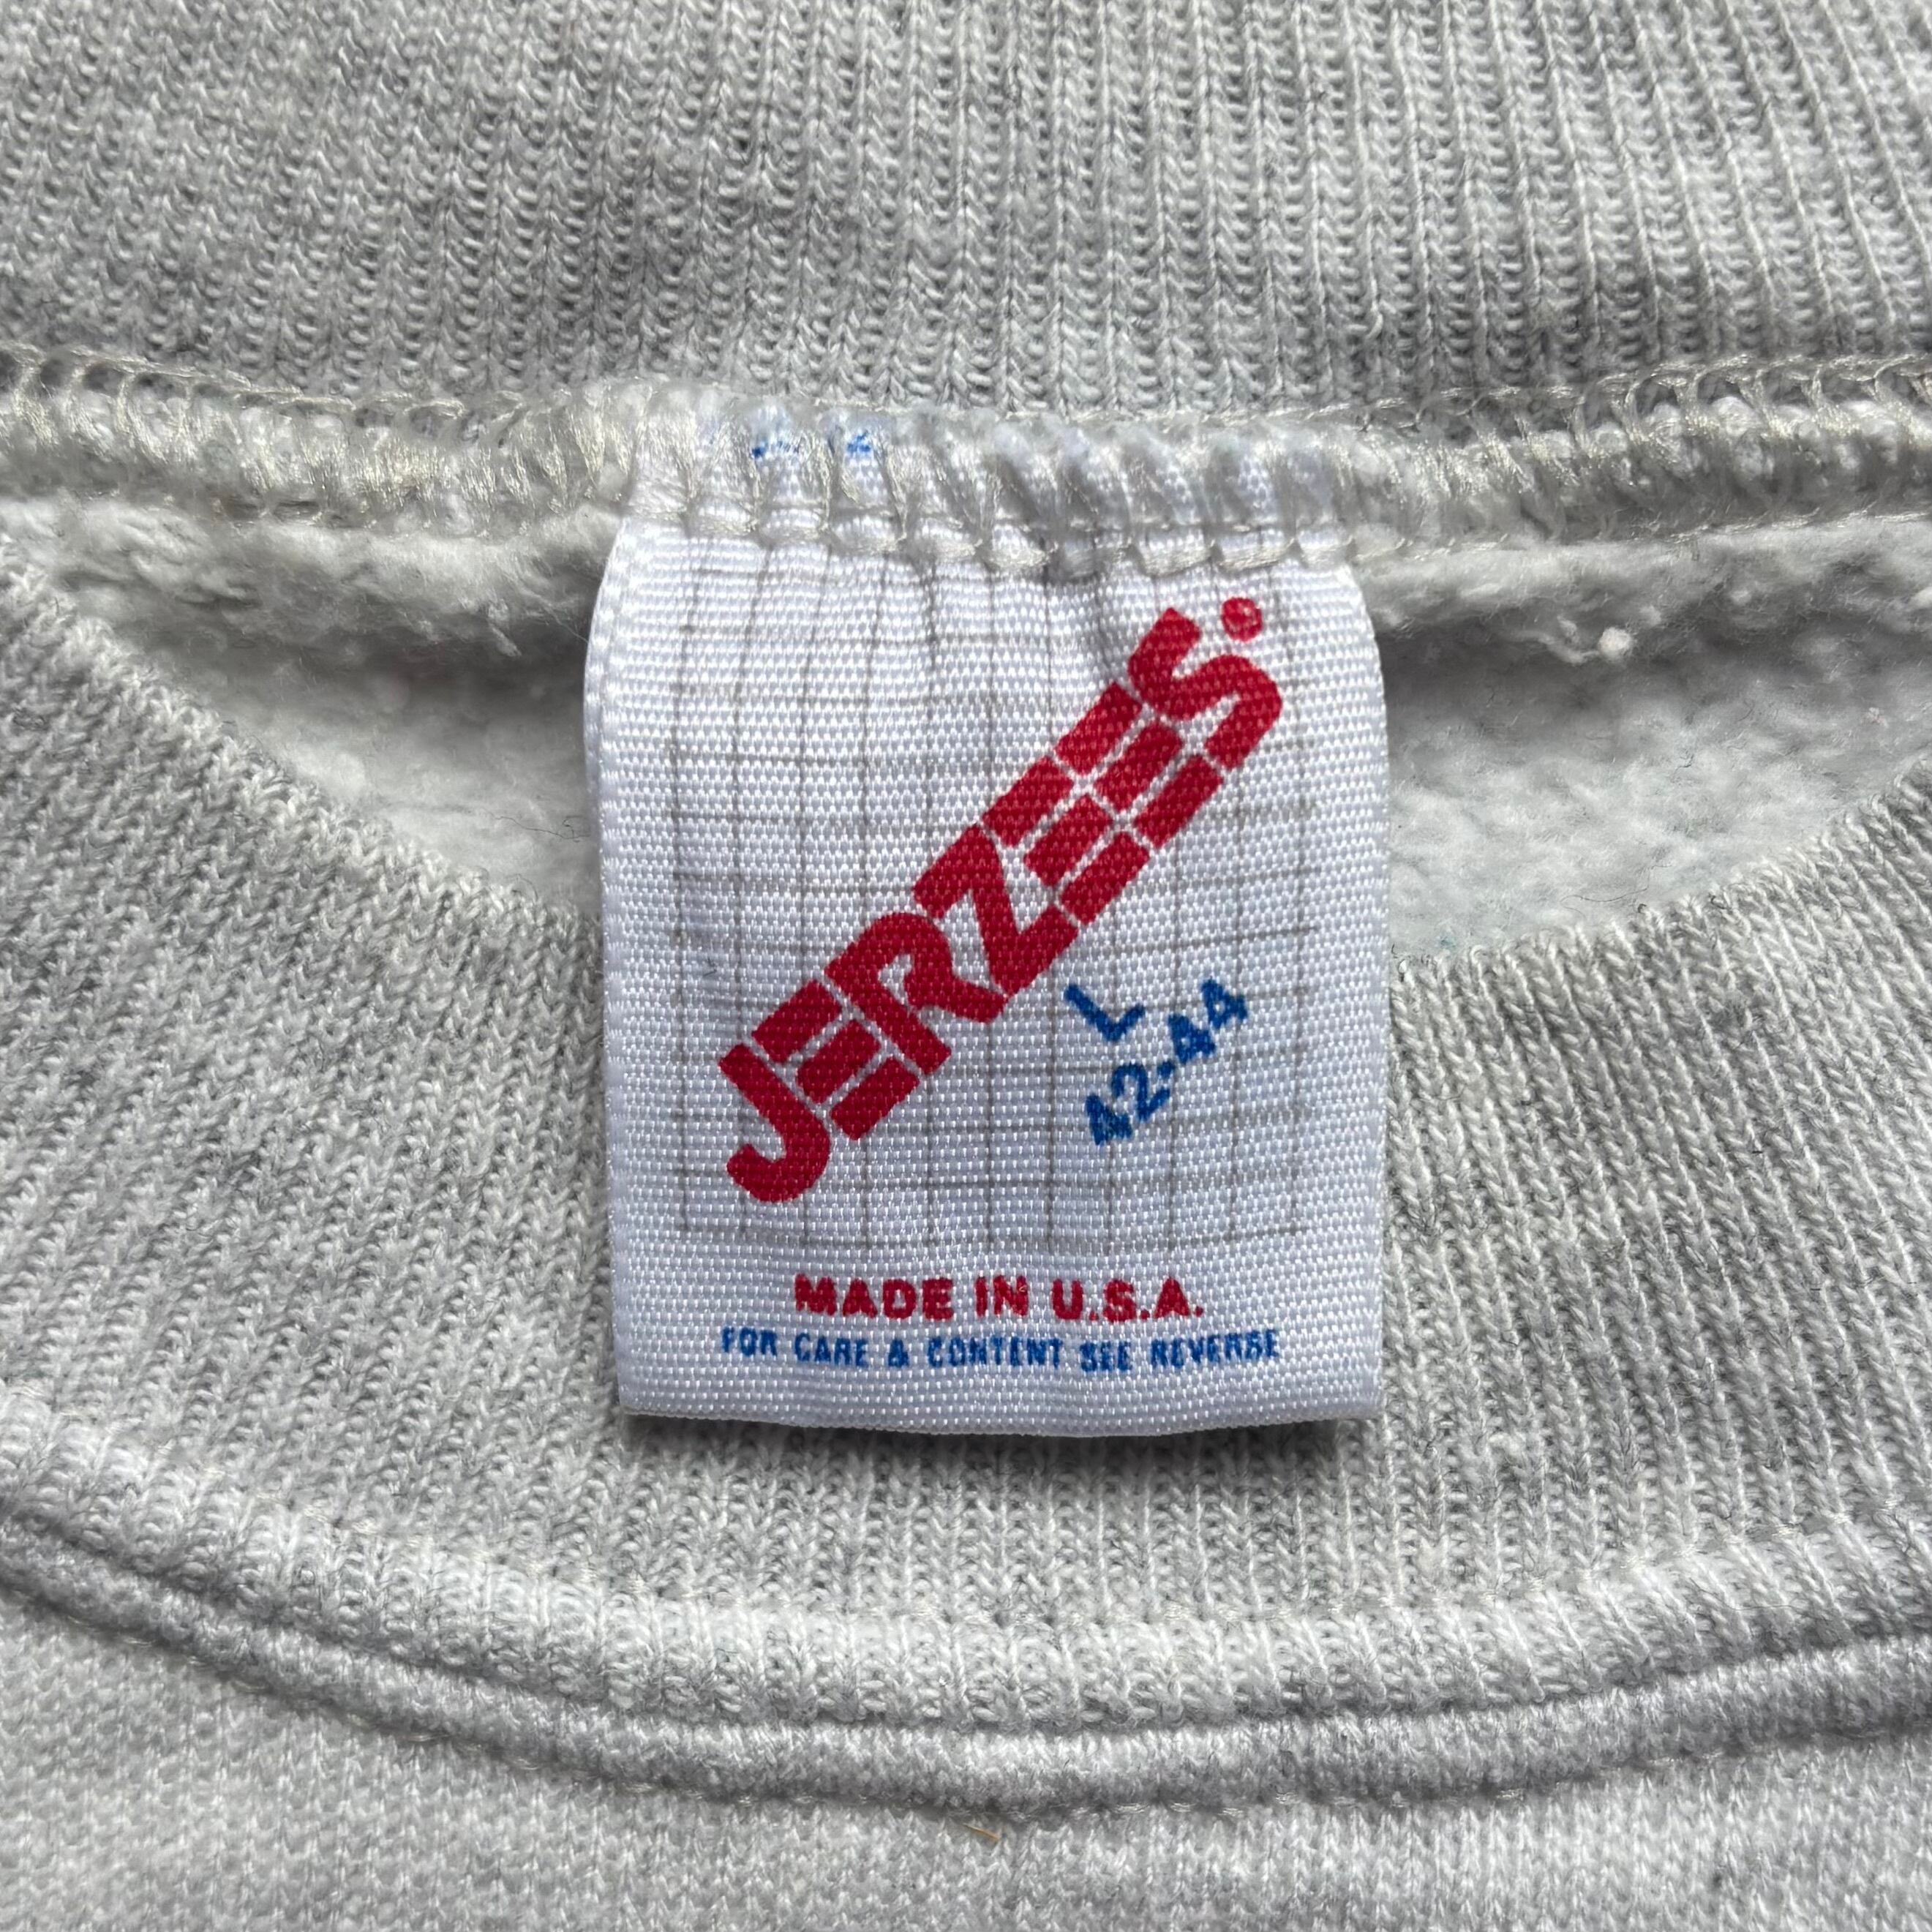 JERZEES®
L
42-44
MADE IN U.S.A.
FOR CARE & CONTENT SEE REVERSE